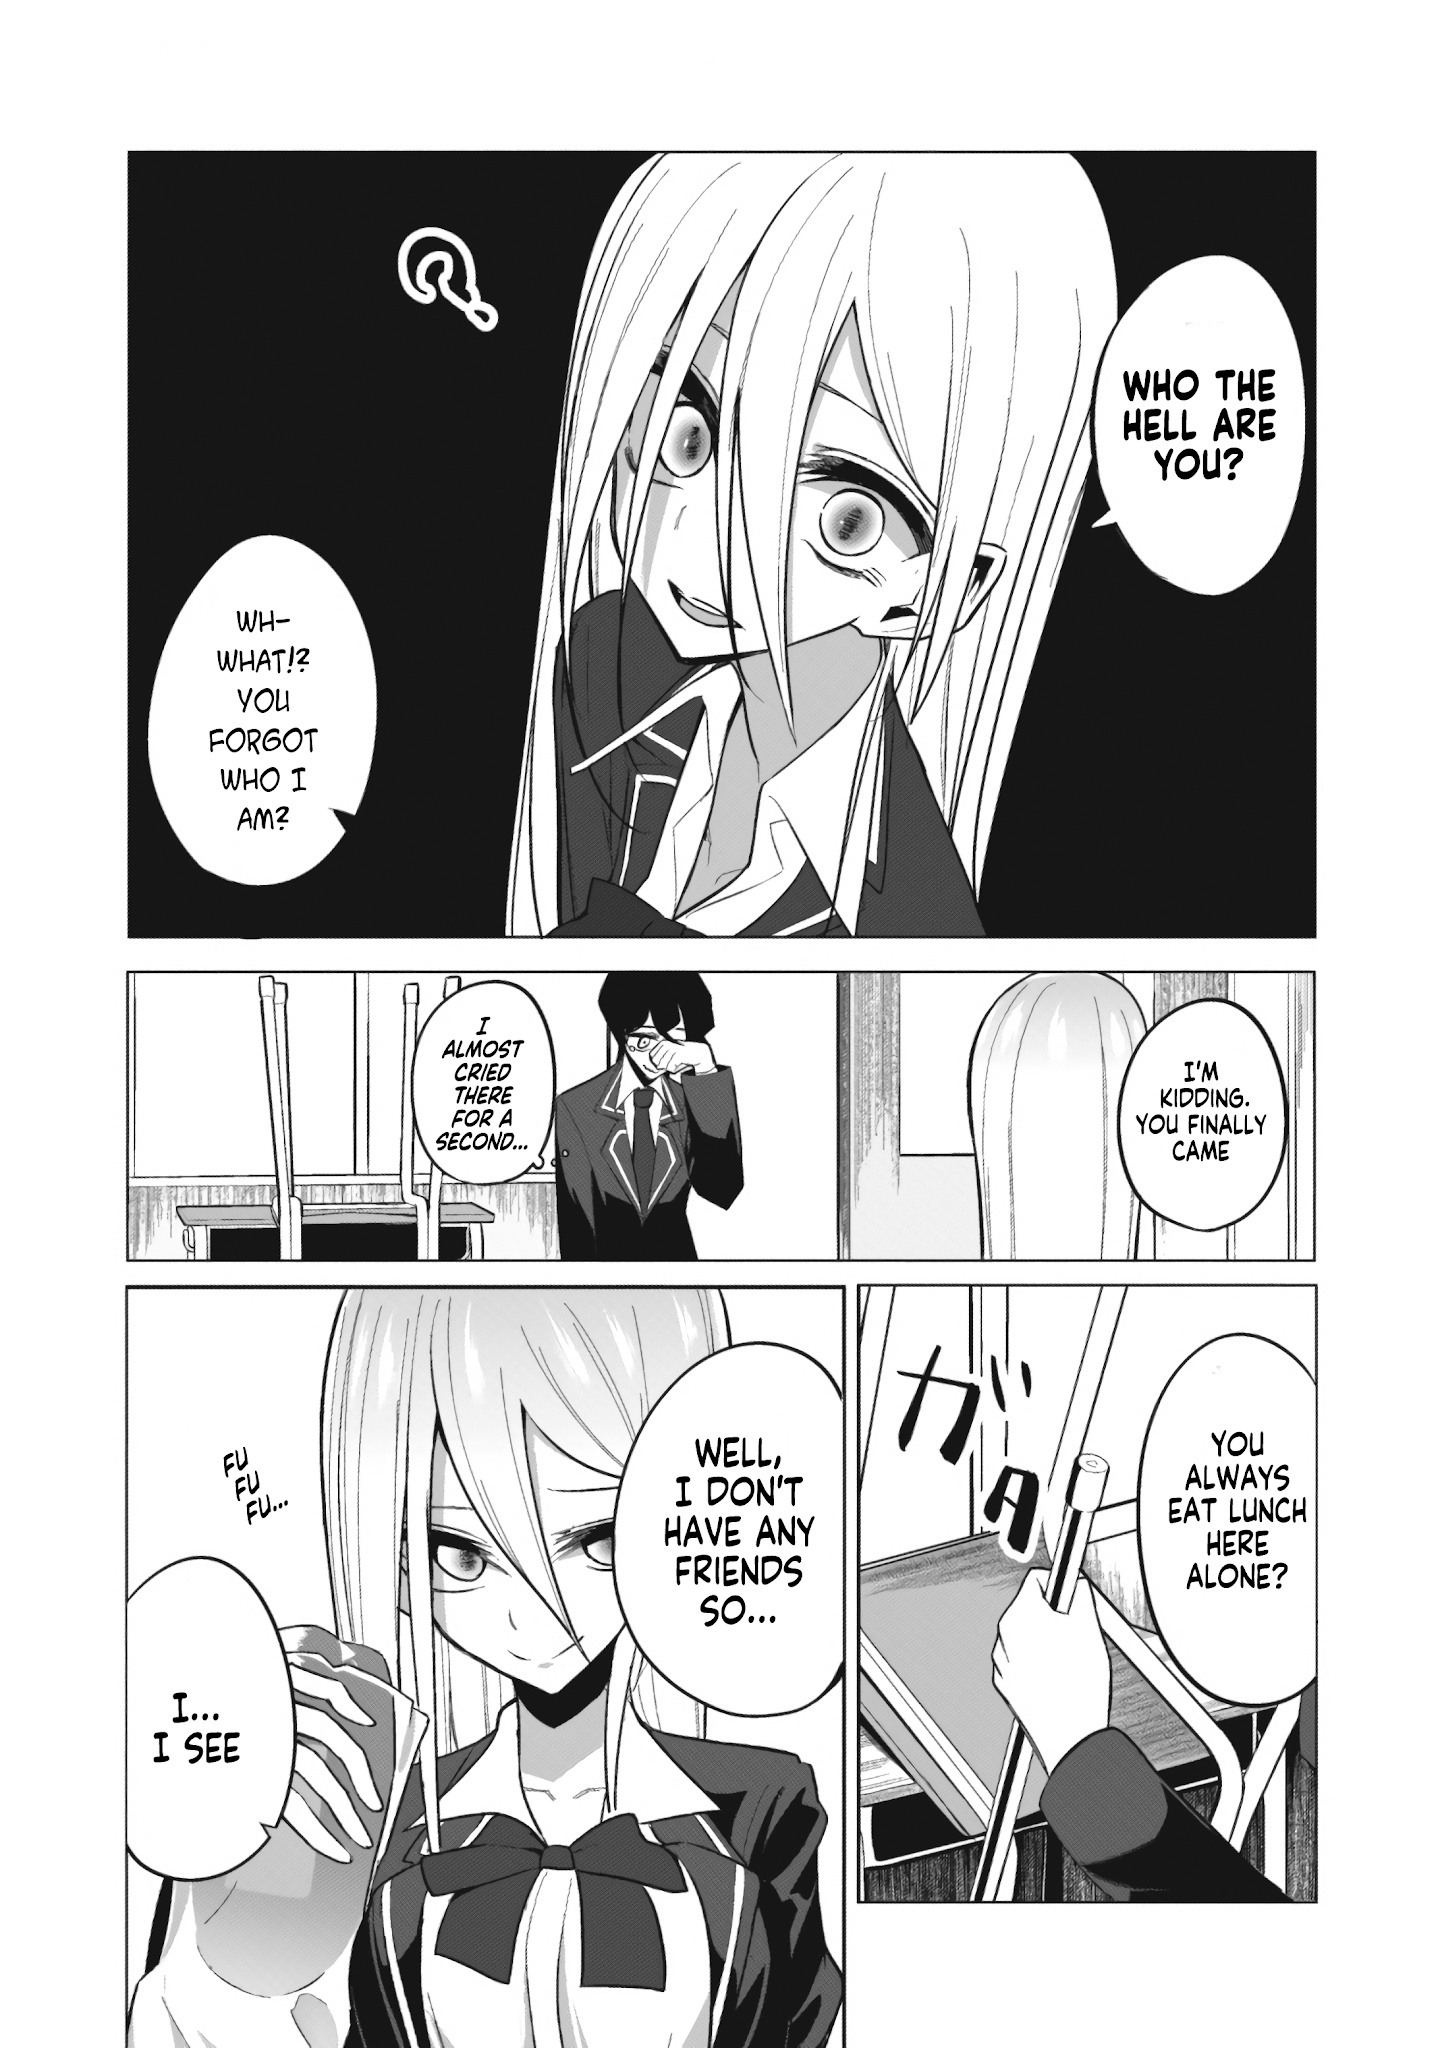 WHO THE
HELL ARE
YOU?
WH-
WHAT!?
YOU
FORGOT
WHO I
AM?
I'M
KIDDING.
YOU FINALLY
CAME
I
ALMOST
CRIED
THERE
FOR A
SECOND...
YOU
ALWAYS
EAT LUNCH
HERE
ALONE?
ガタ
WELL,
I DON'T
HAVE ANY
FRIENDS
SO...
FU
FU
FU...
I...
I SEE